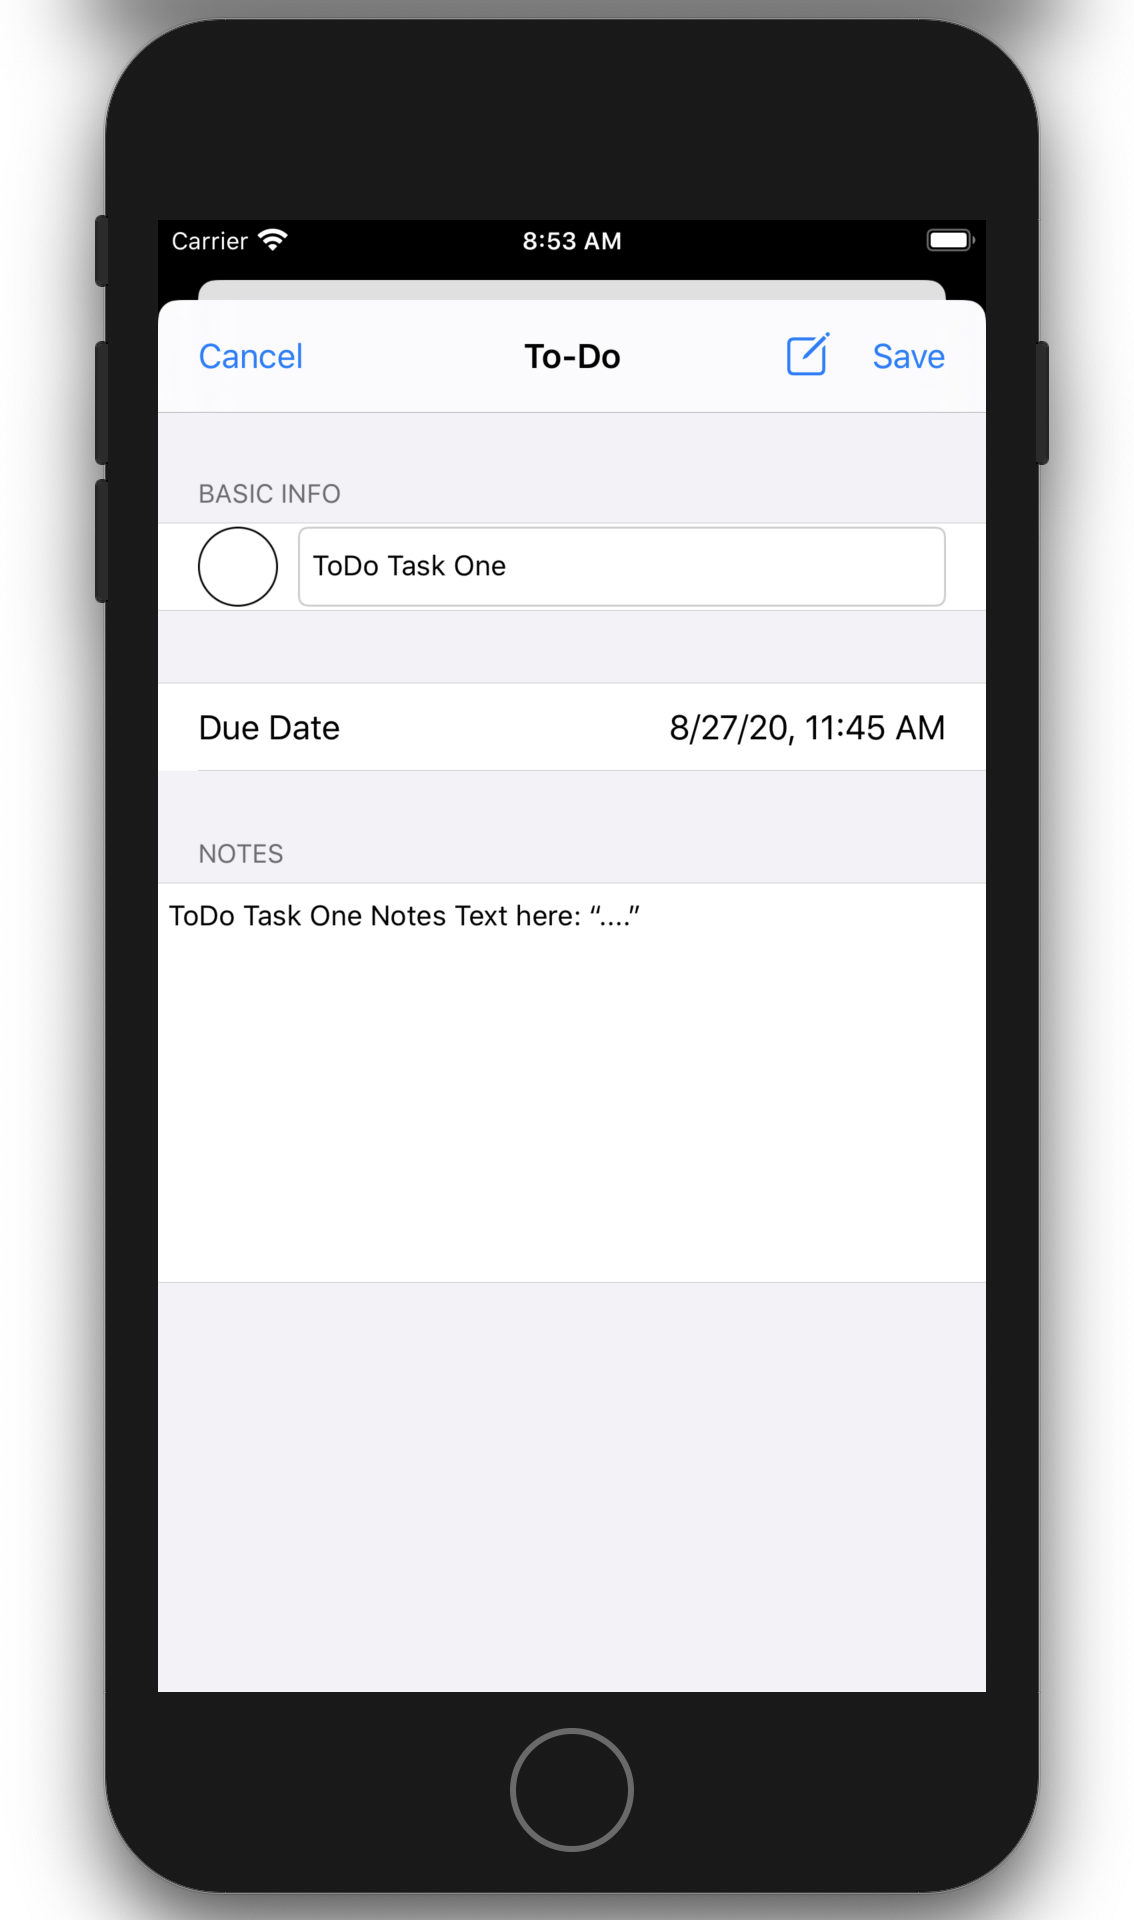 Carrier 8:53 AM
Cancel To-Do Save
BASIC INFO
ToDo Task One
Due Date 8/27/20, 11:45 AM
NOTES
ToDo Task One Notes Text here: “....”